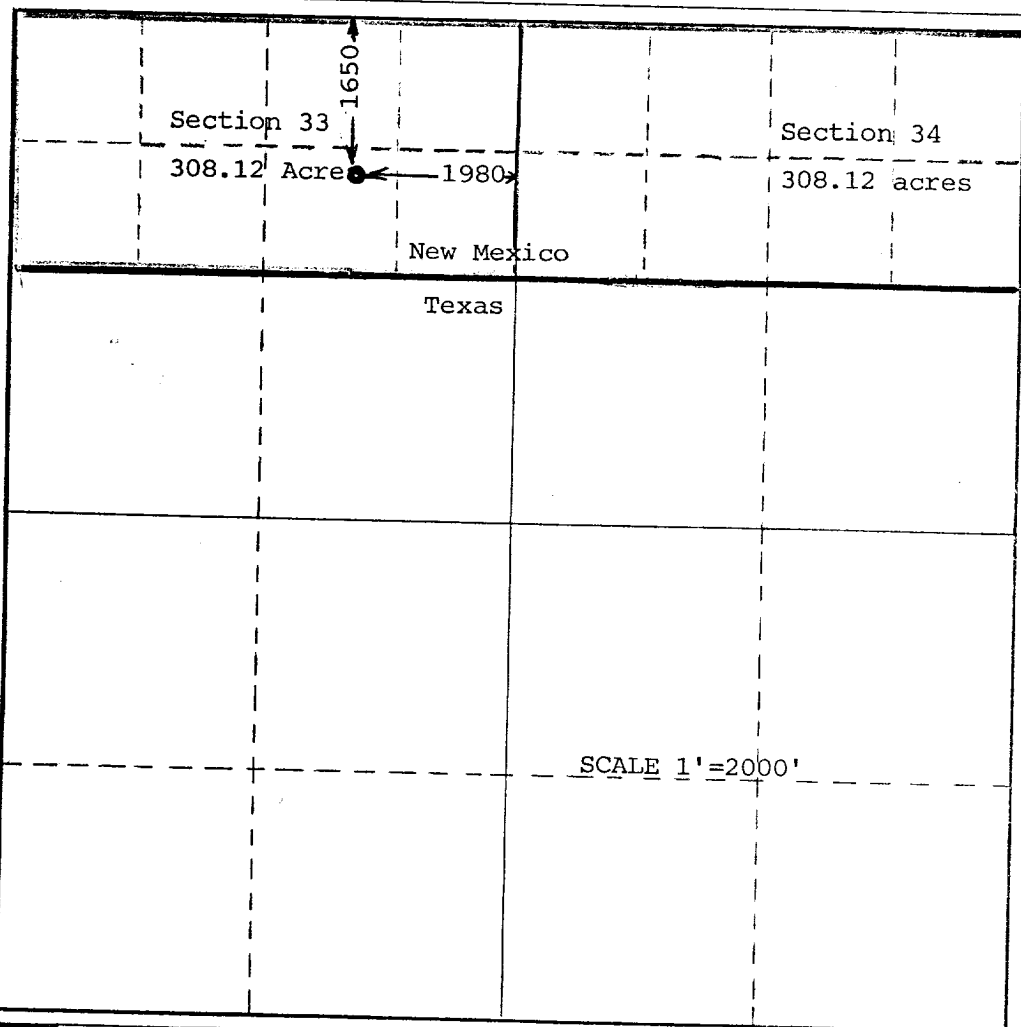 1650
Section 33
308.12 Acre
1980
Section 34
308.12 acres
New Mexico
Texas
SCALE 1'=2000'